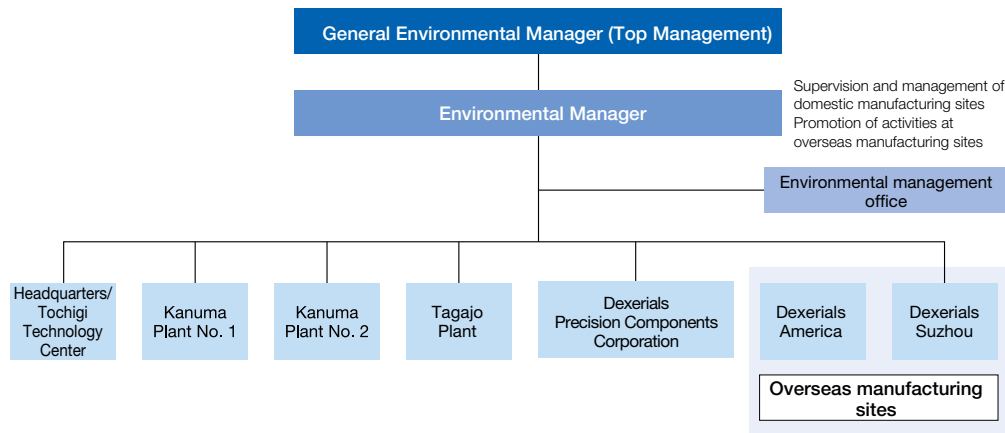 General Environmental Manager (Top Management)
Environmental Manager
Supervision and management of
domestic manufacturing sites
Promotion of activities at
overseas manufacturing sites
Environmental management
office
Headquarters/
Tochigi
Technology
Center
Kanuma
Plant No. 1
Kanuma
Plant No. 2
Tagajo
Plant
Dexerials
Precision Components
Corporation
Dexerials
America
Dexerials
Suzhou
Overseas manufacturing
sites